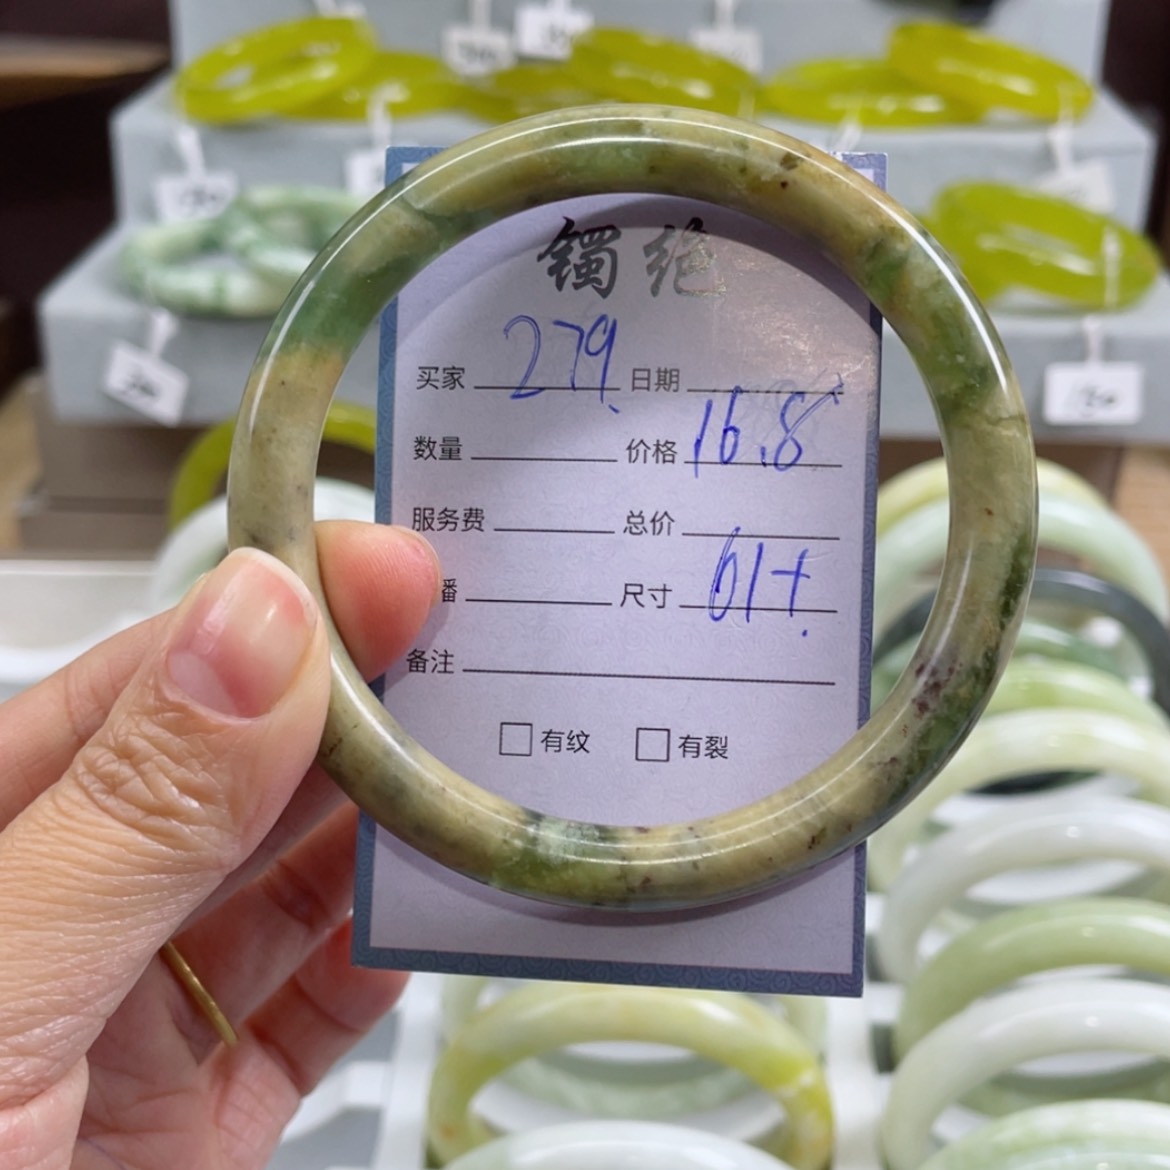 镯绝
买家 279. 日期
数量 价格 16.8
服务费 总价
播 尺寸 61+.
备注
□有纹 □有裂